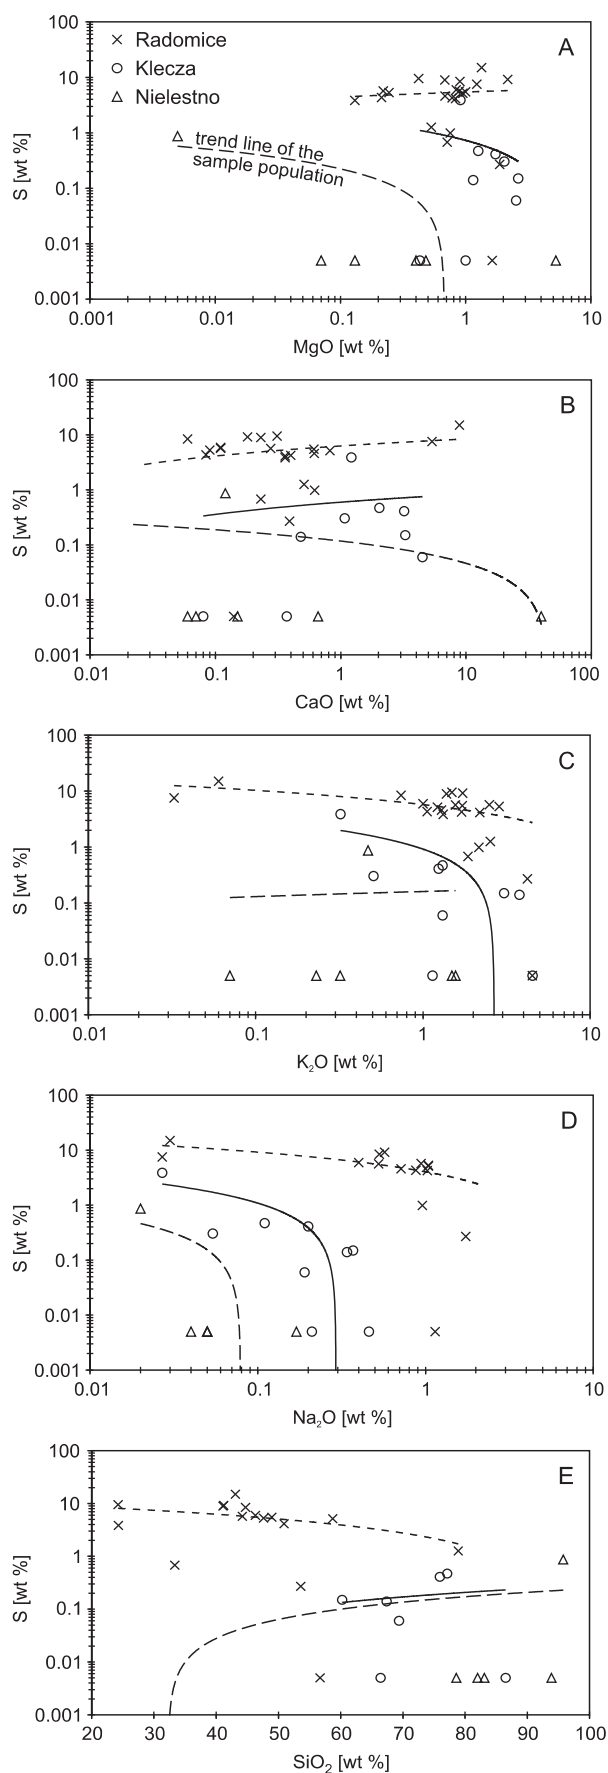 100
A
× Radomice
○ Klecza
△ Nielestno
10
1
0.1
0.01
0.001
S [wt %]
trend line of the
sample population
0.001 0.01 0.1 1 10
MgO [wt %]
100
B
10
1
0.1
0.01
0.001
S [wt %]
0.01 0.1 1 10 100
CaO [wt %]
100
C
10
1
0.1
0.01
0.001
S [wt %]
0.01 0.1 1 10
K₂O [wt %]
100
D
10
1
0.1
0.01
0.001
S [wt %]
0.01 0.1 1 10
Na₂O [wt %]
100
E
10
1
0.1
0.01
0.001
S [wt %]
20 30 40 50 60 70 80 90 100
SiO₂ [wt %]